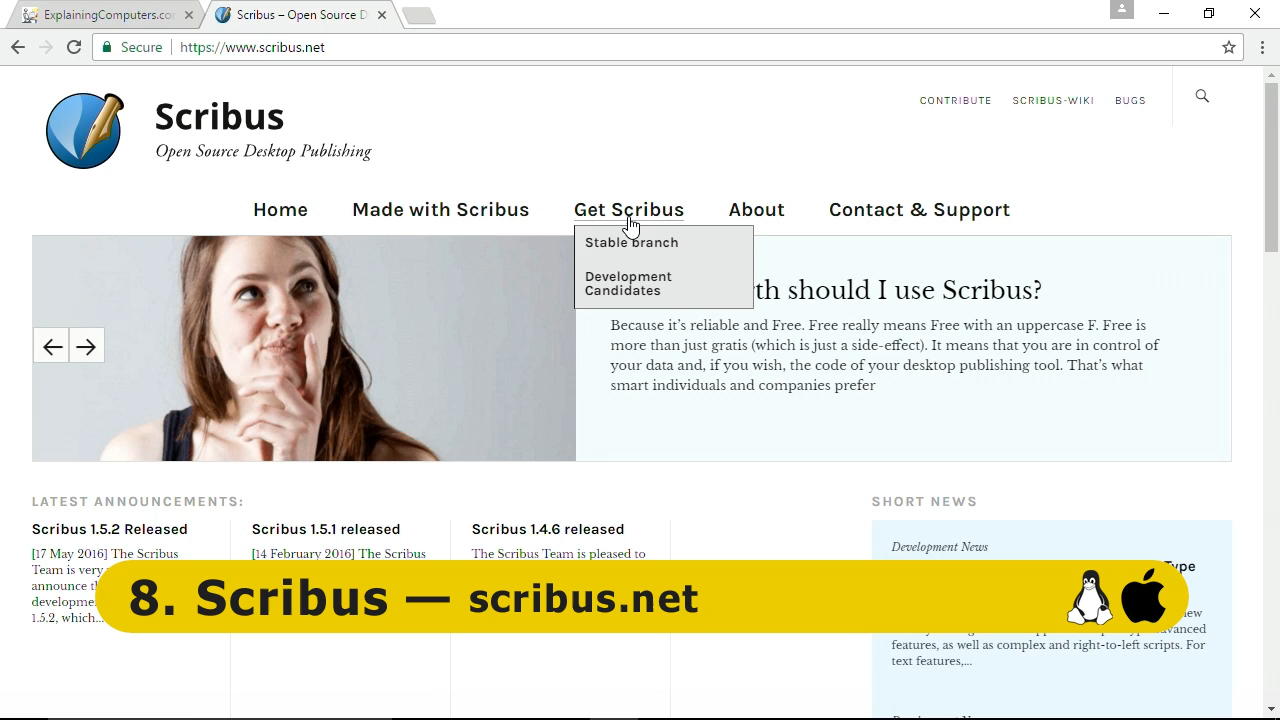 ExplainingComputers.co
Scribus – Open Source D
Secure
https://www.scribus.net
Scribus
Open Source Desktop Publishing
CONTRIBUTE
SCRIBUS-WIKI
BUGS
Home
Made with Scribus
Get Scribus
About
Contact & Support
Stable branch
Development
Candidates
th should I use Scribus?
Because it’s reliable and Free. Free really means Free with an uppercase F. Free is
more than just gratis (which is just a side-effect). It means that you are in control of
your data and, if you wish, the code of your desktop publishing tool. That’s what
smart individuals and companies prefer
LATEST ANNOUNCEMENTS:
Scribus 1.5.2 Released
[17 May 2016] The Scribus
Team is very
announce th
developmen
1.5.2, which...
Scribus 1.5.1 released
[14 February 2016] The Scribus
Scribus 1.4.6 released
The Scribus Team is pleased to
SHORT NEWS
Development News
Type
new
advanced
features, as well as complex and right-to-left scripts. For
text features,...
8. Scribus — scribus.net